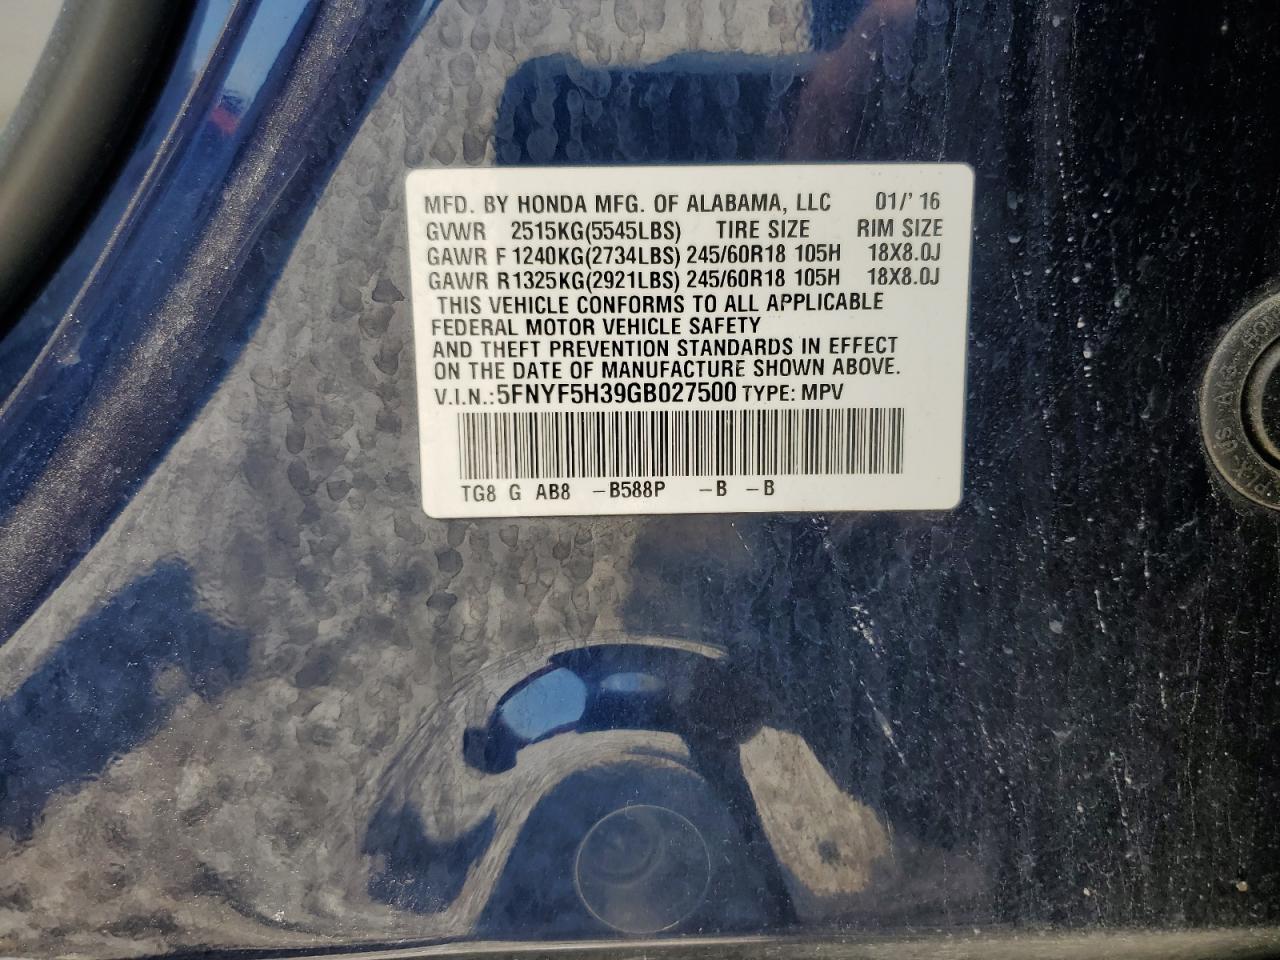 MFD. BY HONDA MFG. OF ALABAMA, LLC 01/'16
GVWR 2515KG(5545LBS) TIRE SIZE RIM SIZE
GAWR F 1240KG(2734LBS) 245/60R18 105H 18X8.0J
GAWR R1325KG(2921LBS) 245/60R18 105H 18X8.0J
THIS VEHICLE CONFORMS TO ALL APPLICABLE
FEDERAL MOTOR VEHICLE SAFETY
AND THEFT PREVENTION STANDARDS IN EFFECT
ON THE DATE OF MANUFACTURE SHOWN ABOVE.
V.I.N.:5FNYF5H39GB027500 TYPE: MPV
TG8 G AB8 -B588P -B -B